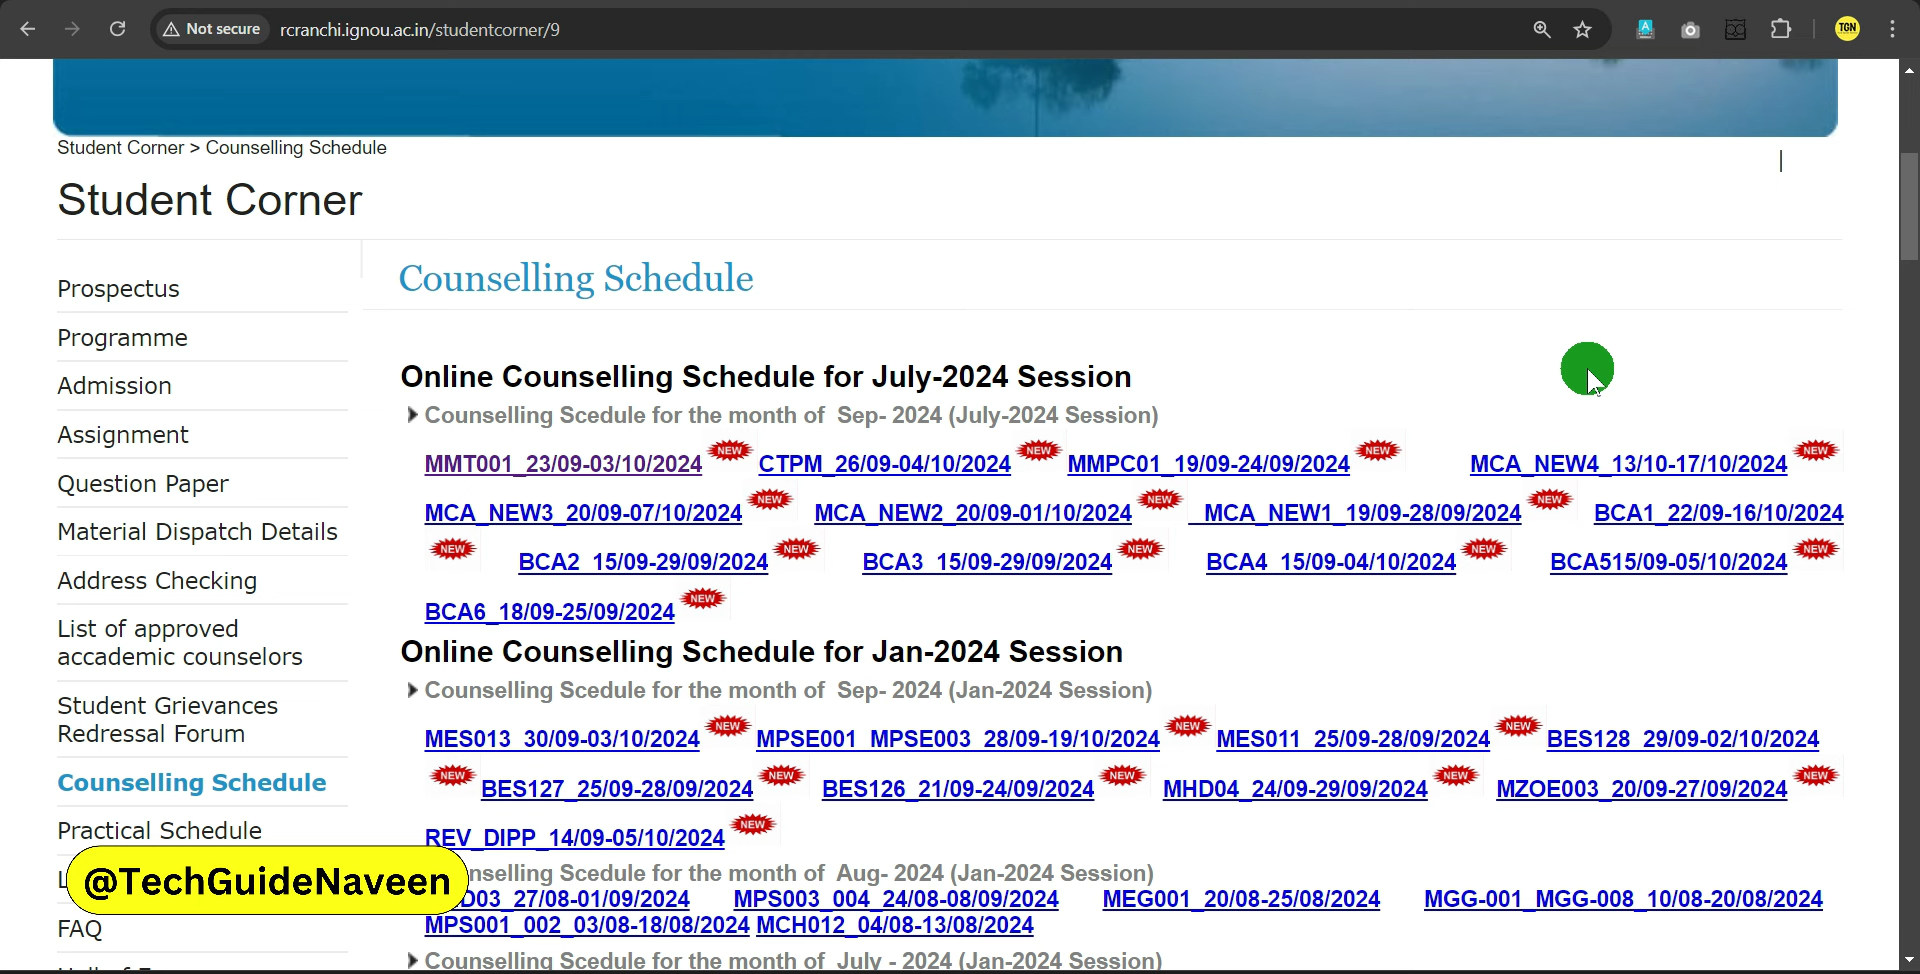 Not secure
rcranchi.ignou.ac.in/studentcorner/9
TGN
Student Corner > Counselling Schedule
Student Corner
Prospectus
Programme
Admission
Assignment
Question Paper
Material Dispatch Details
Address Checking
List of approved
accademic counselors
Student Grievances
Redressal Forum
Counselling Schedule
Practical Schedule
@TechGuideNaveen
FAQ
Counselling Schedule
Online Counselling Schedule for July-2024 Session
Counselling Scedule for the month of Sep- 2024 (July-2024 Session)
MMT001_23/09-03/10/2024 NEW CTPM_26/09-04/10/2024 NEW MMPC01_19/09-24/09/2024 NEW MCA_NEW4_13/10-17/10/2024 NEW
MCA_NEW3_20/09-07/10/2024 NEW MCA_NEW2_20/09-01/10/2024 NEW MCA_NEW1_19/09-28/09/2024 NEW BCA1_22/09-16/10/2024
NEW BCA2_15/09-29/09/2024 NEW BCA3_15/09-29/09/2024 NEW BCA4_15/09-04/10/2024 NEW BCA515/09-05/10/2024 NEW
BCA6_18/09-25/09/2024 NEW
Online Counselling Schedule for Jan-2024 Session
Counselling Scedule for the month of Sep- 2024 (Jan-2024 Session)
MES013_30/09-03/10/2024 NEW MPSE001_MPSE003_28/09-19/10/2024 NEW MES011_25/09-28/09/2024 NEW BES128_29/09-02/10/2024
NEW BES127_25/09-28/09/2024 NEW BES126_21/09-24/09/2024 NEW MHD04_24/09-29/09/2024 NEW MZOE003_20/09-27/09/2024 NEW
REV_DIPP_14/09-05/10/2024 NEW
nselling Scedule for the month of Aug- 2024 (Jan-2024 Session)
D03_27/08-01/09/2024 MPS003_004_24/08-08/09/2024 MEG001_20/08-25/08/2024 MGG-001_MGG-008_10/08-20/08/2024
MPS001_002_03/08-18/08/2024 MCH012_04/08-13/08/2024
Counselling Scedule for the month of July - 2024 (Jan-2024 Session)